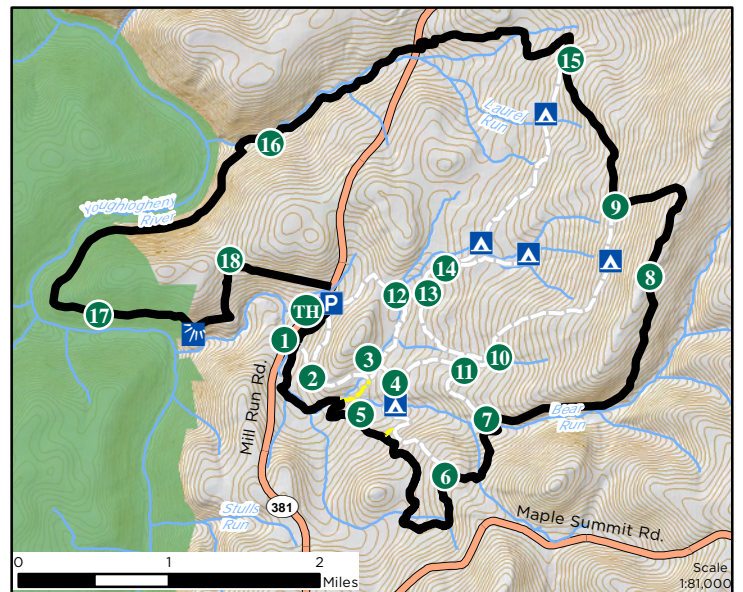 15
Laurel
Run
16
Youghiogheny
River
9
18
14
8
TH
P
12
13
1
3
10
2
11
4
5
7
Bear
Run
17
Mill Run Rd.
6
381
Stulls
Run
Maple Summit Rd.
0
1
2
Miles
Scale
1:81,000